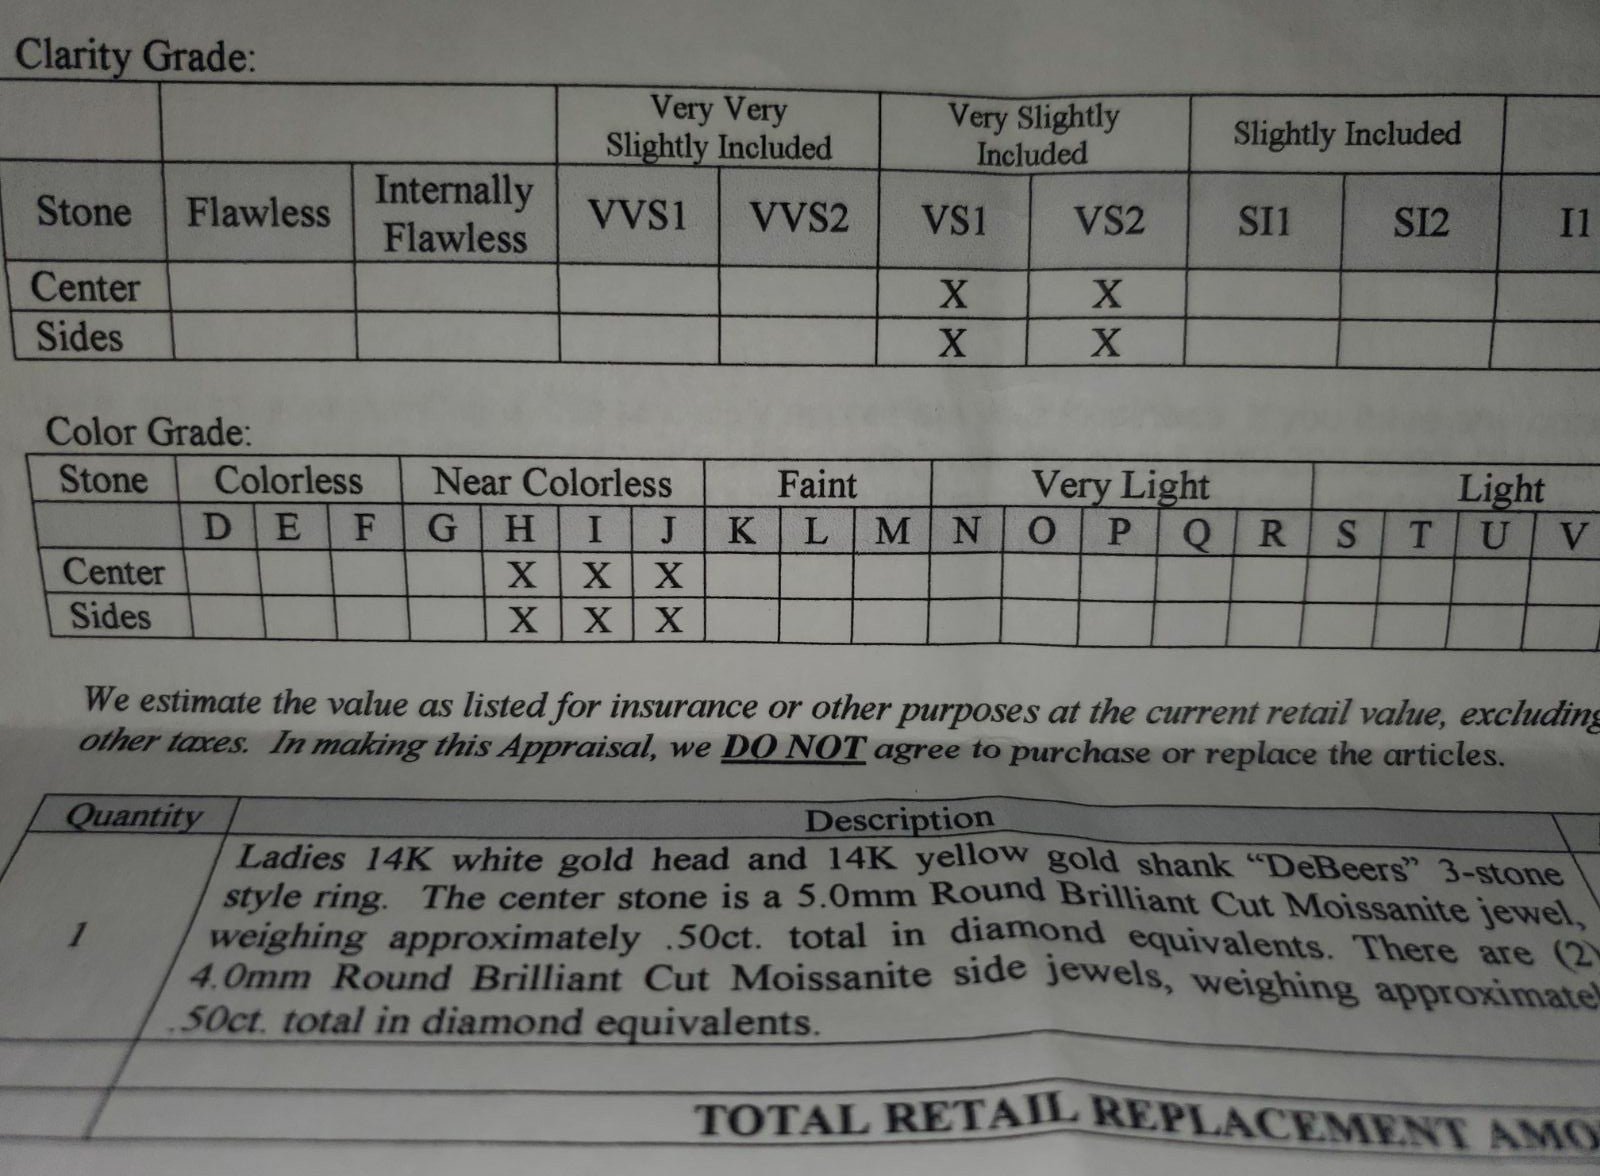 Clarity Grade:
Very Very Slightly Included Very Slightly Included Slightly Included
Stone Flawless Internally Flawless VVS1 VVS2 VS1 VS2 SI1 SI2 I1
Center X X
Sides X X
Color Grade:
Stone Colorless Near Colorless Faint Very Light Light
D E F G H I J K L M N O P Q R S T U V
Center X X X
Sides X X X
We estimate the value as listed for insurance or other purposes at the current retail value, excluding
other taxes. In making this Appraisal, we DO NOT agree to purchase or replace the articles.
Quantity Description
Ladies 14K white gold head and 14K yellow gold shank “DeBeers” 3-stone
style ring. The center stone is a 5.0mm Round Brilliant Cut Moissanite jewel,
1 weighing approximately .50ct. total in diamond equivalents. There are (2)
4.0mm Round Brilliant Cut Moissanite side jewels, weighing
.50ct. total in diamond equivalents.
TOTAL RETAIL REPLACEMENT